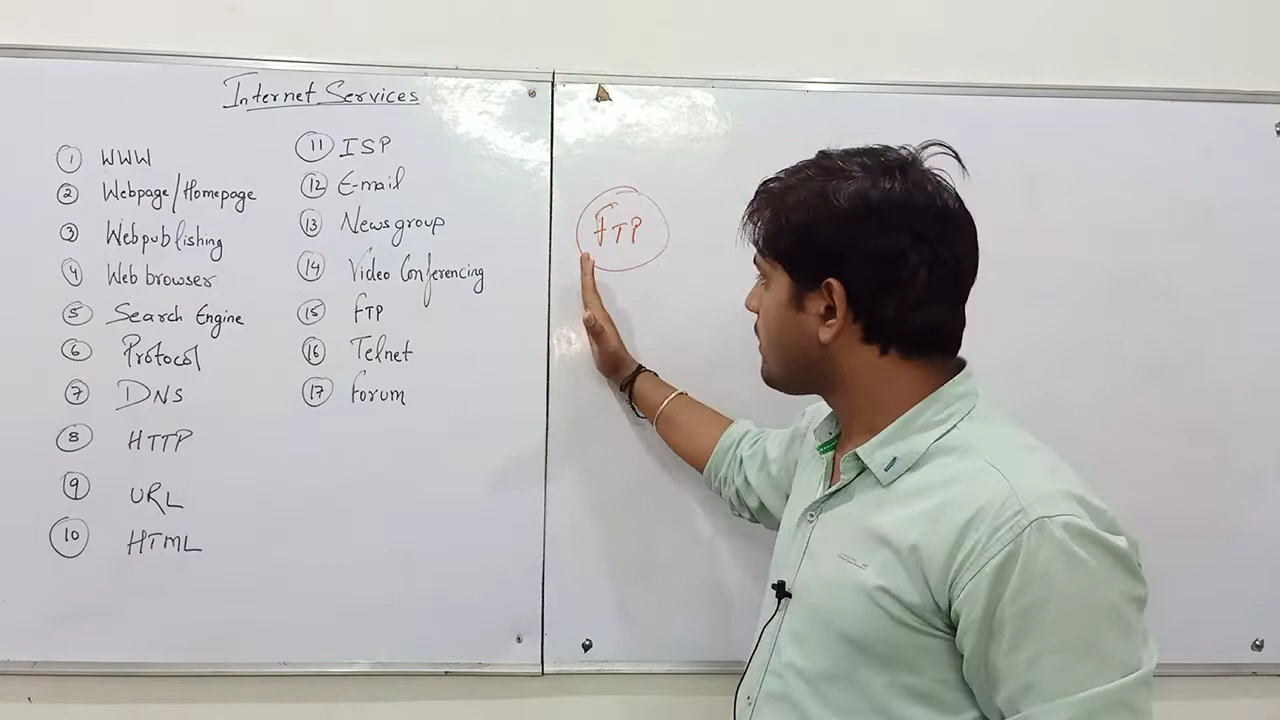 Internet Services
1 WWW
2 Webpage/Homepage
3 Webpublishing
4 Web browser
5 Search Engine
6 Protocol
7 DNS
8 HTTP
9 URL
10 HTML
11 ISP
12 E-mail
13 Newsgroup
14 Video Conferencing
15 FTP
16 Telnet
17 Forum
FTP